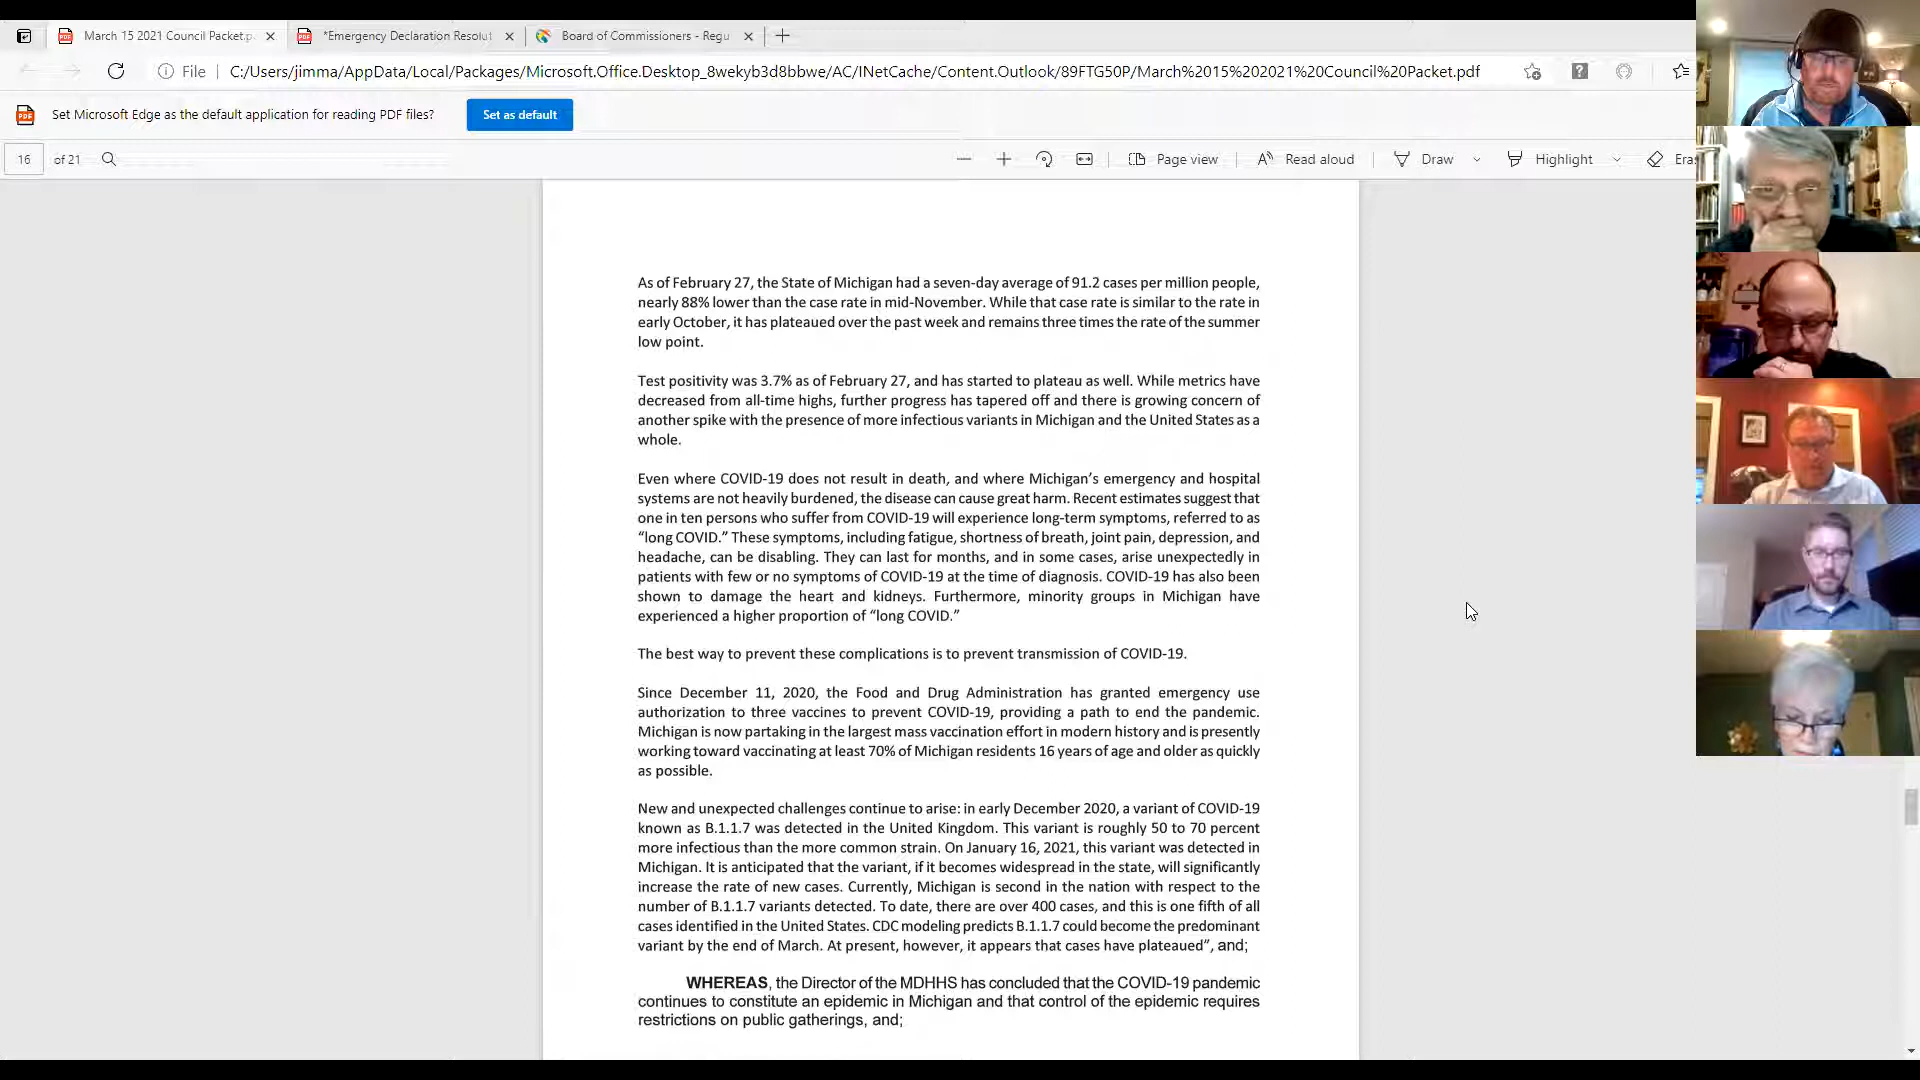 March 15 2021 Council Packet.p
*Emergency Declaration Resolut
Board of Commissioners - Regu
File
C:/Users/jimma/AppData/Local/Packages/Microsoft.Office.Desktop_8wekyb3d8bbwe/AC/INetCache/Content.Outlook/89FTG50P/March%2015%202021%20Council%20Packet.pdf
Set Microsoft Edge as the default application for reading PDF files?
Set as default
16 of 21
Page view
Read aloud
Draw
Highlight
Eras
As of February 27, the State of Michigan had a seven-day average of 91.2 cases per million people,
nearly 88% lower than the case rate in mid-November. While that case rate is similar to the rate in
early October, it has plateaued over the past week and remains three times the rate of the summer
low point.
Test positivity was 3.7% as of February 27, and has started to plateau as well. While metrics have
decreased from all-time highs, further progress has tapered off and there is growing concern of
another spike with the presence of more infectious variants in Michigan and the United States as a
whole.
Even where COVID-19 does not result in death, and where Michigan’s emergency and hospital
systems are not heavily burdened, the disease can cause great harm. Recent estimates suggest that
one in ten persons who suffer from COVID-19 will experience long-term symptoms, referred to as
“long COVID.” These symptoms, including fatigue, shortness of breath, joint pain, depression, and
headache, can be disabling. They can last for months, and in some cases, arise unexpectedly in
patients with few or no symptoms of COVID-19 at the time of diagnosis. COVID-19 has also been
shown to damage the heart and kidneys. Furthermore, minority groups in Michigan have
experienced a higher proportion of “long COVID.”
The best way to prevent these complications is to prevent transmission of COVID-19.
Since December 11, 2020, the Food and Drug Administration has granted emergency use
authorization to three vaccines to prevent COVID-19, providing a path to end the pandemic.
Michigan is now partaking in the largest mass vaccination effort in modern history and is presently
working toward vaccinating at least 70% of Michigan residents 16 years of age and older as quickly
as possible.
New and unexpected challenges continue to arise: in early December 2020, a variant of COVID-19
known as B.1.1.7 was detected in the United Kingdom. This variant is roughly 50 to 70 percent
more infectious than the more common strain. On January 16, 2021, this variant was detected in
Michigan. It is anticipated that the variant, if it becomes widespread in the state, will significantly
increase the rate of new cases. Currently, Michigan is second in the nation with respect to the
number of B.1.1.7 variants detected. To date, there are over 400 cases, and this is one fifth of all
cases identified in the United States. CDC modeling predicts B.1.1.7 could become the predominant
variant by the end of March. At present, however, it appears that cases have plateaued”, and;
WHEREAS, the Director of the MDHHS has concluded that the COVID-19 pandemic
continues to constitute an epidemic in Michigan and that control of the epidemic requires
restrictions on public gatherings, and;